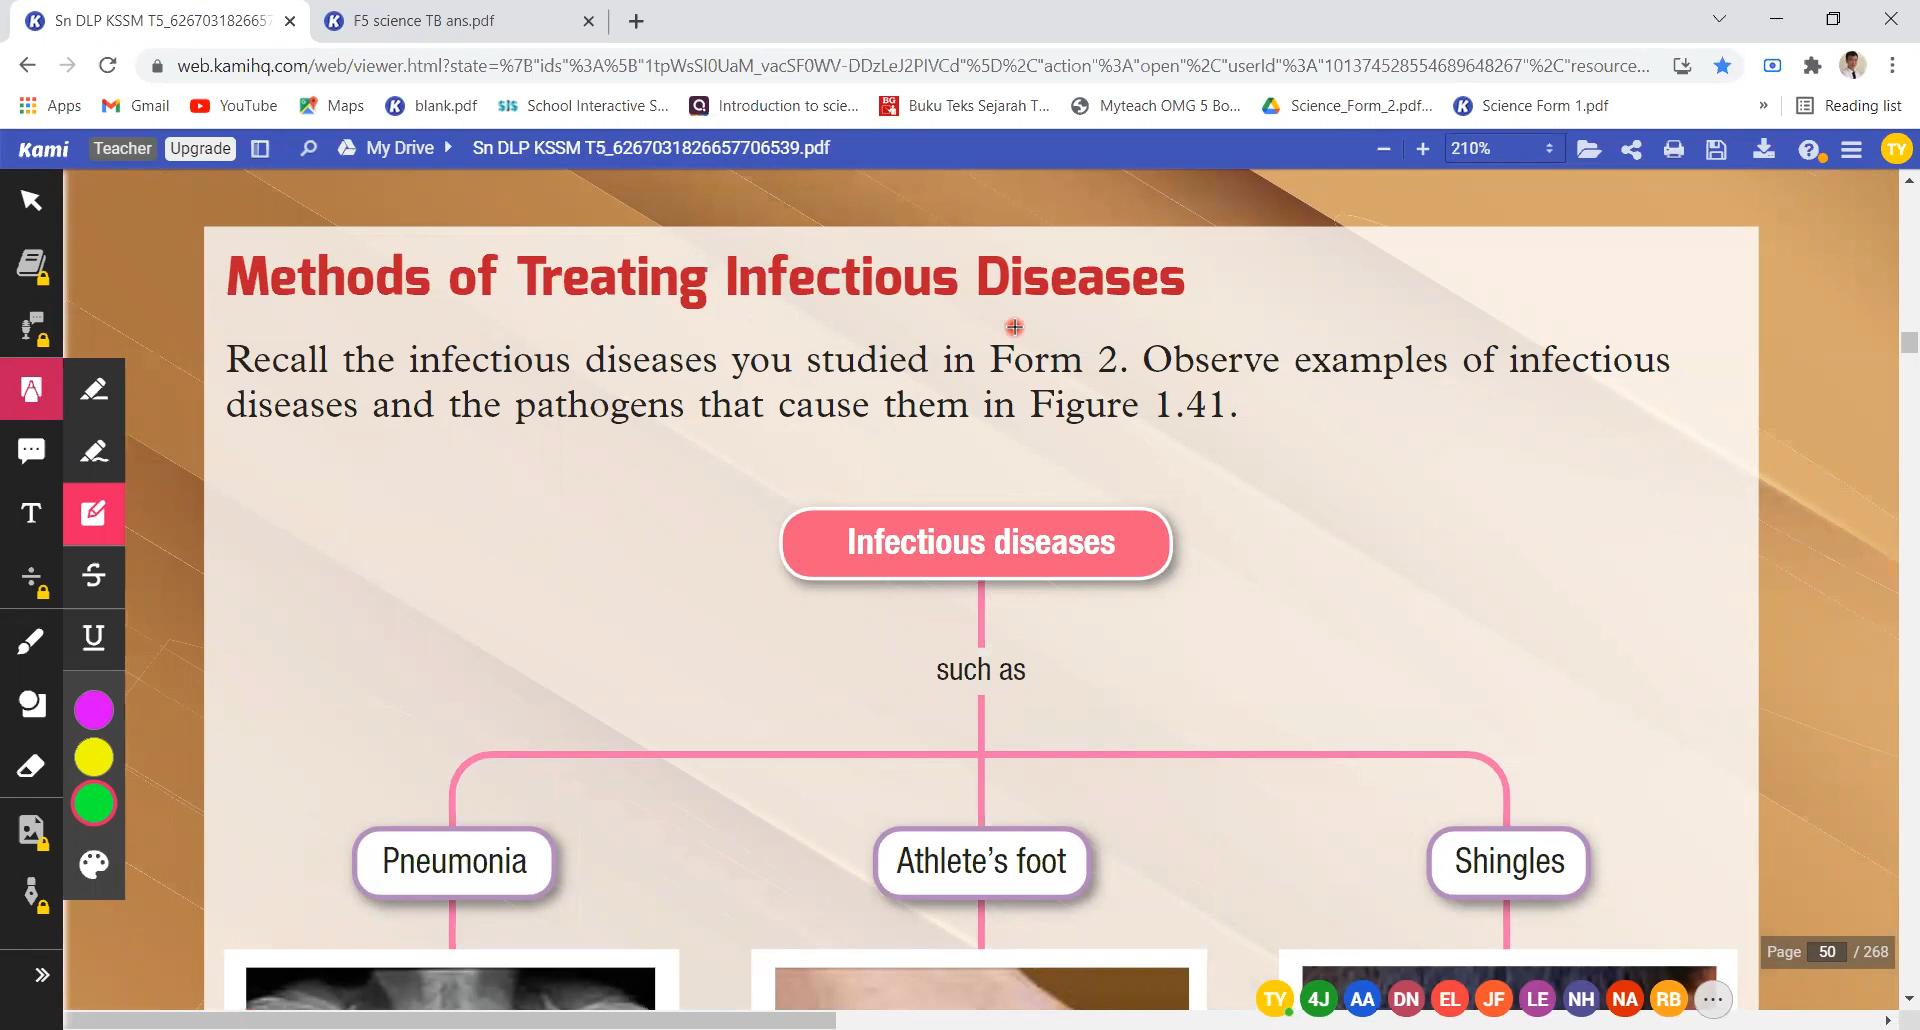 Sn DLP KSSM T5_6267031826657
F5 science TB ans.pdf
web.kamihq.com/web/viewer.html?state=%7B"ids"%3A%5B"1tpWsSI0UaM_vacSF0WV-DDzLeJ2PIVCd"%5D%2C"action"%3A"open"%2C"userId"%3A"101374528554689648267"%2C"resource...
Apps Gmail YouTube Maps blank.pdf SIS School Interactive S... Introduction to scie... BG Buku Teks Sejarah T... Myteach OMG 5 Bo... Science_Form_2.pdf... Science Form 1.pdf » Reading list
Kami Teacher Upgrade My Drive Sn DLP KSSM T5_6267031826657706539.pdf 210% TY
Methods of Treating Infectious Diseases
Recall the infectious diseases you studied in Form 2. Observe examples of infectious
diseases and the pathogens that cause them in Figure 1.41.
Infectious diseases
such as
Pneumonia Athlete's foot Shingles
Page 50 / 268
TY 4J AA DN EL JF LE NH NA RB ...